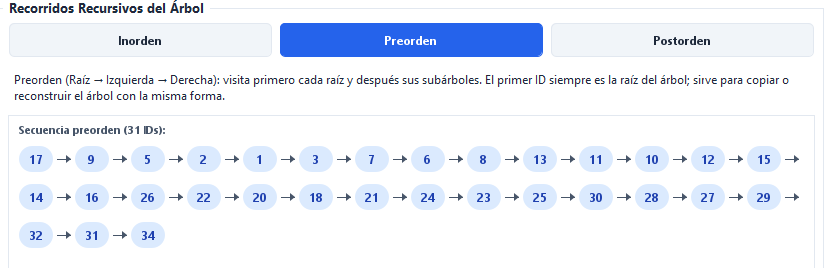 Recorridos Recursivos del Árbol
Inorden Preorden Postorden
Preorden (Raíz → Izquierda → Derecha): visita primero cada raíz y después sus subárboles. El primer ID siempre es la raíz del árbol; sirve para copiar o
reconstruir el árbol con la misma forma.
Secuencia preorden (31 IDs):
17 → 9 → 5 → 2 → 1 → 3 → 7 → 6 → 8 → 13 → 11 → 10 → 12 → 15 →
14 → 16 → 26 → 22 → 20 → 18 → 21 → 24 → 23 → 25 → 30 → 28 → 27 → 29 →
32 → 31 → 34